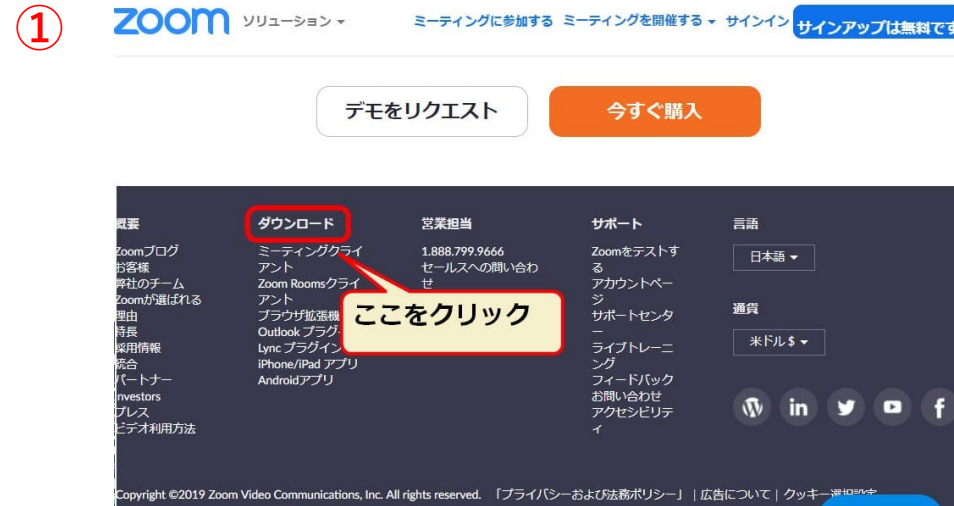 ①
zoom ソリューション ミーティングに参加する ミーティングを開催する サインイン サインアップは無料です
デモをリクエスト 今すぐ購入
概要
Zoomブログ
お客様
弊社のチーム
Zoomが選ばれる
理由
特長
採用情報
統合
パートナー
Investors
プレス
ビデオ利用方法
ダウンロード
ミーティングクライ
アント
Zoom Roomsクライ
アント
ブラウザ拡張機
Outlook プラグ
Lync プラグイン
iPhone/iPad アプリ
Androidアプリ
ここをクリック
営業担当
1.888.799.9666
セールスへの問い合わ
せ
サポート
Zoomをテストす
る
アカウントペー
ジ
サポートセンタ
ー
ライブトレーニ
ング
フィードバック
お問い合わせ
アクセシビリテ
ィ
言語
日本語
通貨
米ドル $
Copyright ©2019 Zoom Video Communications, Inc. All rights reserved. 「プライバシーおよび法務ポリシー」 | 広告について | クッキー選択設定